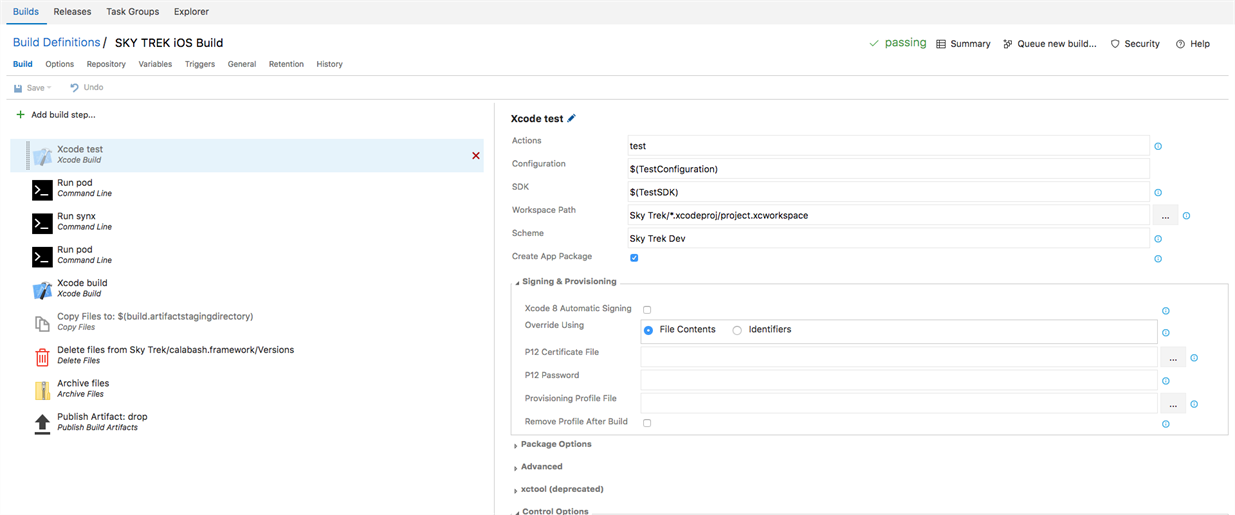 Builds Releases Task Groups Explorer
Build Definitions / SKY TREK iOS Build
passing Summary Queue new build... Security Help
Build Options Repository Variables Triggers General Retention History
Save Undo
Add build step...
Xcode test
Xcode Build
Run pod
Command Line
Run synx
Command Line
Run pod
Command Line
Xcode build
Xcode Build
Copy Files to: $(build.artifactstagingdirectory)
Copy Files
Delete files from Sky Trek/calabash.framework/Versions
Delete Files
Archive files
Archive Files
Publish Artifact: drop
Publish Build Artifacts
Xcode test
Actions test
Configuration $(TestConfiguration)
SDK $(TestSDK)
Workspace Path Sky Trek/*.xcodeproj/project.xcworkspace ...
Scheme Sky Trek Dev
Create App Package
Signing & Provisioning
Xcode 8 Automatic Signing
Override Using File Contents Identifiers
P12 Certificate File ...
P12 Password
Provisioning Profile File ...
Remove Profile After Build
Package Options
Advanced
xctool (deprecated)
Control Options